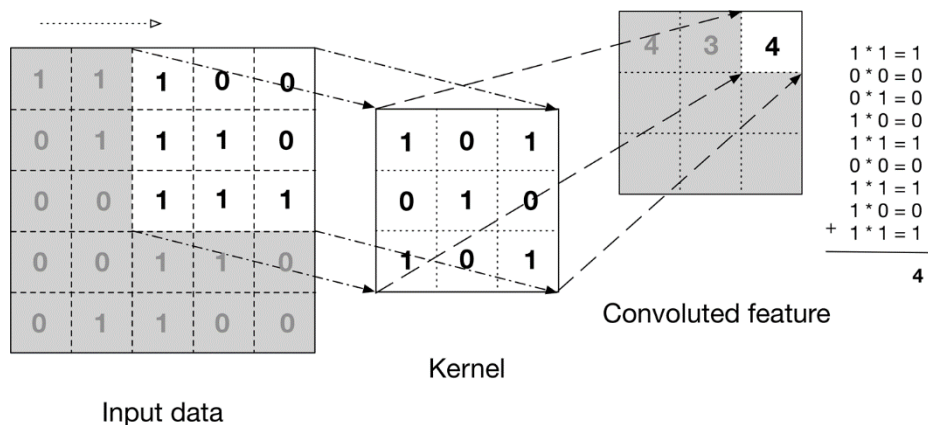 1 1 1 0 0
0 1 1 1 0
0 0 1 1 1
0 0 1 1 0
0 1 1 0 0
Input data
1 0 1
0 1 0
1 0 1
Kernel
4 3 4
Convoluted feature
1 * 1 = 1
0 * 0 = 0
0 * 1 = 0
1 * 0 = 0
1 * 1 = 1
0 * 0 = 0
1 * 1 = 1
1 * 0 = 0
+ 1 * 1 = 1
4